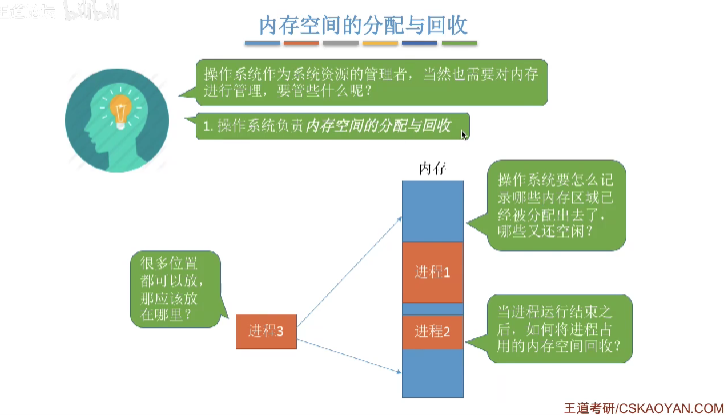 内存空间的分配与回收
操作系统作为系统资源的管理者，当然也需要对内存
进行管理，要管些什么呢？
1. 操作系统负责内存空间的分配与回收
内存
操作系统要怎么记
录哪些内存区域已
经被分配出去了，
哪些又还空闲？
很多位置
都可以放，
那应该放
在哪里？
进程1
进程3
进程2
当进程运行结束之
后，如何将进程占
用的内存空间回收？
王道考研/CSKAOYAN.COM